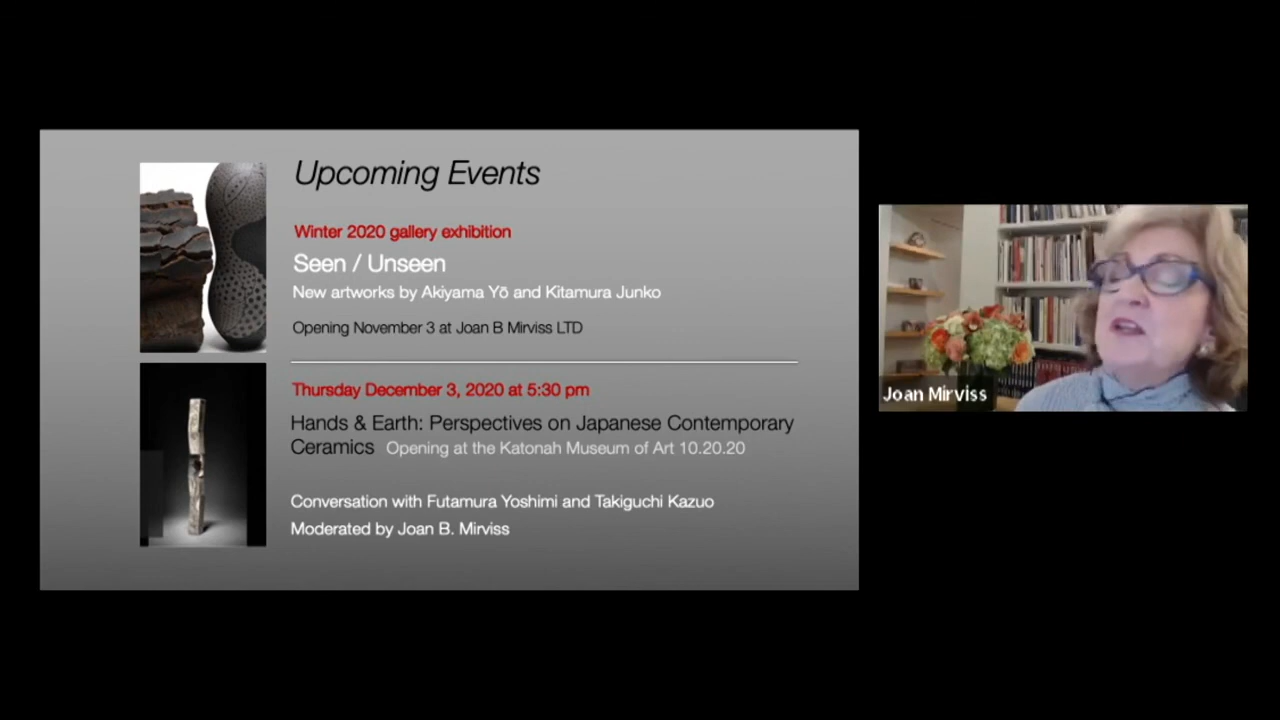 Upcoming Events
Winter 2020 gallery exhibition
Seen / Unseen
New artworks by Akiyama Yō and Kitamura Junko
Opening November 3 at Joan B Mirviss LTD
Thursday December 3, 2020 at 5:30 pm
Hands & Earth: Perspectives on Japanese Contemporary
Ceramics Opening at the Katonah Museum of Art 10.20.20
Conversation with Futamura Yoshimi and Takiguchi Kazuo
Moderated by Joan B. Mirviss
Joan Mirviss